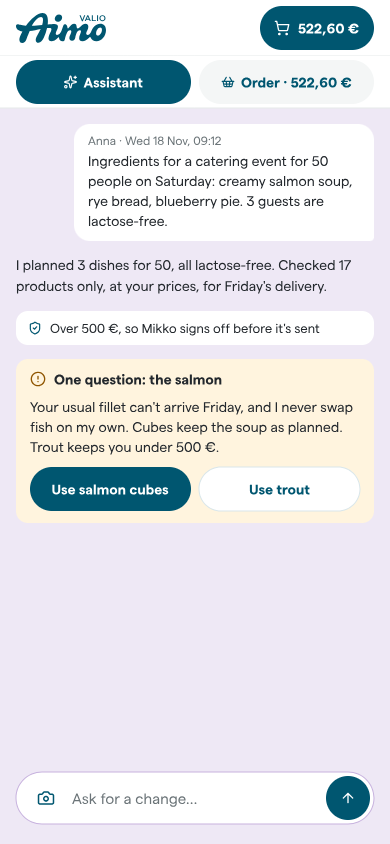 VALIO
Aimo
522,60 €
Assistant
Order · 522,60 €
Anna · Wed 18 Nov, 09:12
Ingredients for a catering event for 50
people on Saturday: creamy salmon soup,
rye bread, blueberry pie. 3 guests are
lactose-free.
I planned 3 dishes for 50, all lactose-free. Checked 17
products only, at your prices, for Friday's delivery.
Over 500 €, so Mikko signs off before it's sent
One question: the salmon
Your usual fillet can't arrive Friday, and I never swap
fish on my own. Cubes keep the soup as planned.
Trout keeps you under 500 €.
Use salmon cubes
Use trout
Ask for a change...